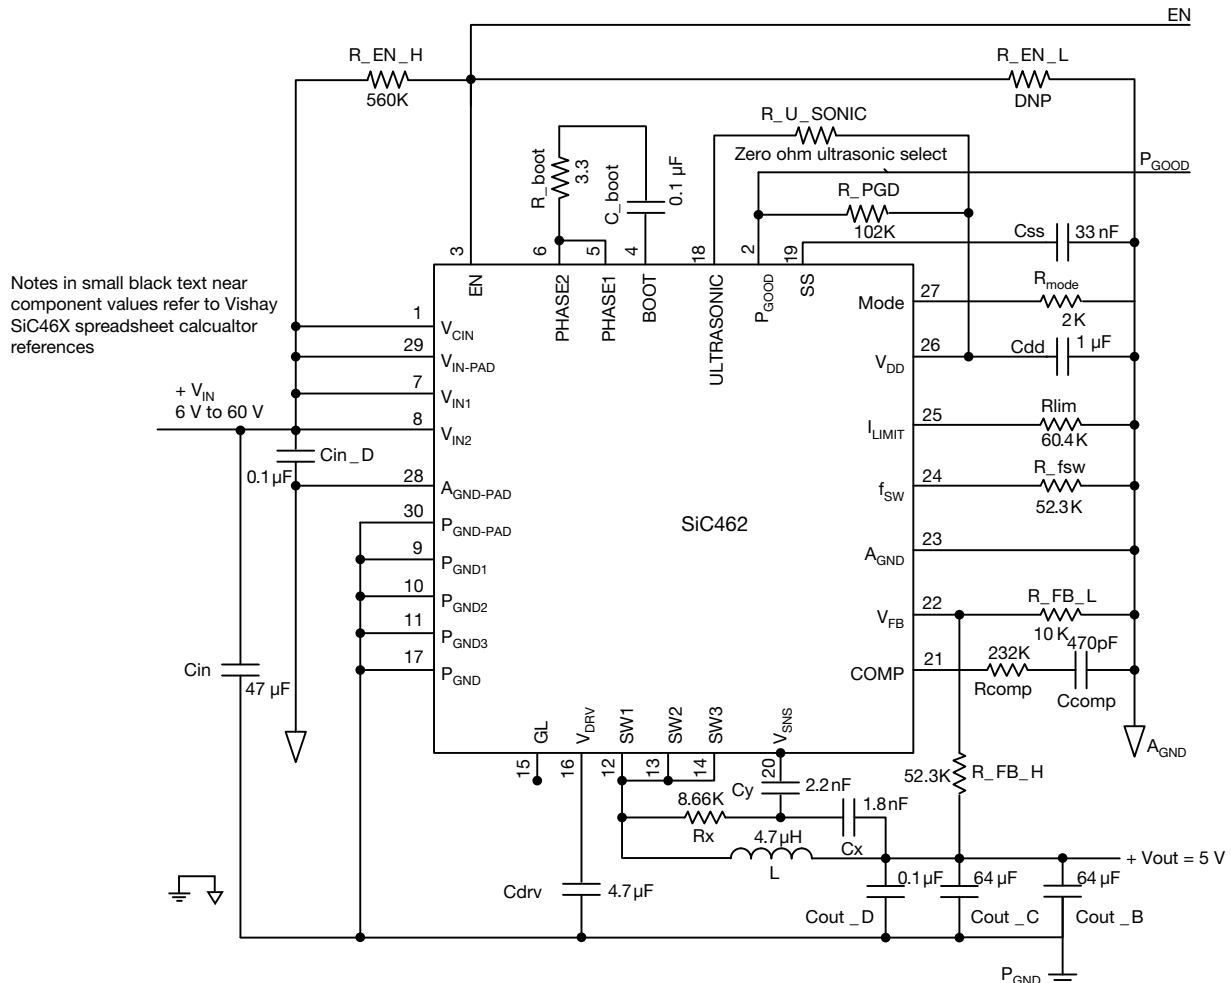 EN
R_EN_H
560K
R_EN_L
DNP
R_U_SONIC
Zero ohm ultrasonic select
P_GOOD
R_boot
3.3
C_boot
0.1 µF
R_PGD
102K
Css
33 nF
3
6
5
4
18
2
19
EN
PHASE2
PHASE1
BOOT
ULTRASONIC
PGOOD
SS
Notes in small black text near
component values refer to Vishay
SiC46X spreadsheet calcualtor
references
Mode
27
Rmode
2K
1
VCIN
29
VIN-PAD
VDD
26
Cdd
1 µF
7
VIN1
+ VIN
6 V to 60 V
8
VIN2
ILIMIT
25
Rlim
60.4K
Cin_D
0.1µF
28
AGND-PAD
fSW
24
R_fsw
52.3K
30
PGND-PAD
SiC462
9
PGND1
AGND
23
10
PGND2
11
PGND3
VFB
22
R_FB_L
10K
17
PGND
COMP
21
232K
Rcomp
470pF
Ccomp
Cin
47 µF
GL
VDRV
SW1
SW2
SW3
VSNS
15
16
12
13
14
20
AGND
52.3K
R_FB_H
Cy
2.2nF
8.66K
Rx
1.8nF
Cx
4.7µH
L
+ Vout = 5 V
Cdrv
4.7µF
0.1µF
Cout_D
64µF
Cout_C
64µF
Cout_B
PGND